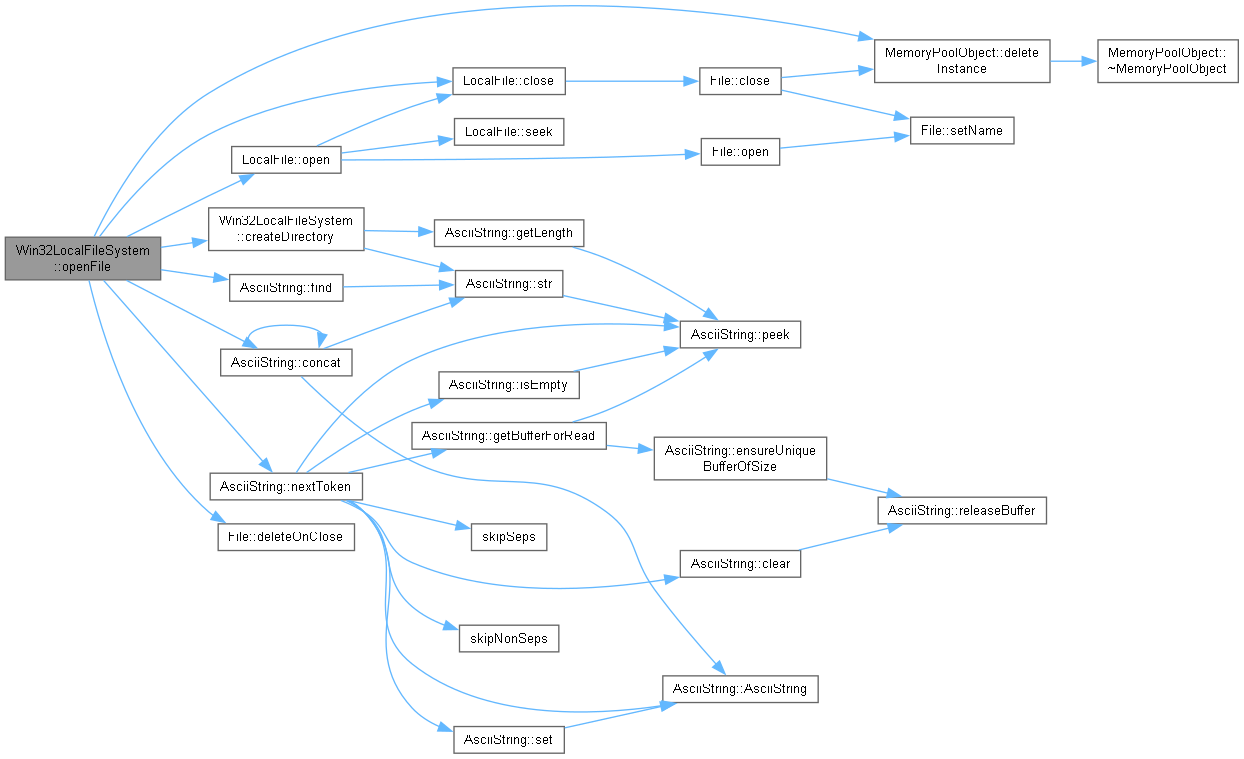 MemoryPoolObject::delete
Instance
MemoryPoolObject::
~MemoryPoolObject
LocalFile::close
File::close
LocalFile::seek
File::setName
LocalFile::open
File::open
Win32LocalFileSystem
::createDirectory
AsciiString::getLength
Win32LocalFileSystem
::openFile
AsciiString::find
AsciiString::str
AsciiString::peek
AsciiString::concat
AsciiString::isEmpty
AsciiString::getBufferForRead
AsciiString::ensureUnique
BufferOfSize
AsciiString::nextToken
AsciiString::releaseBuffer
File::deleteOnClose
skipSeps
AsciiString::clear
skipNonSeps
AsciiString::AsciiString
AsciiString::set